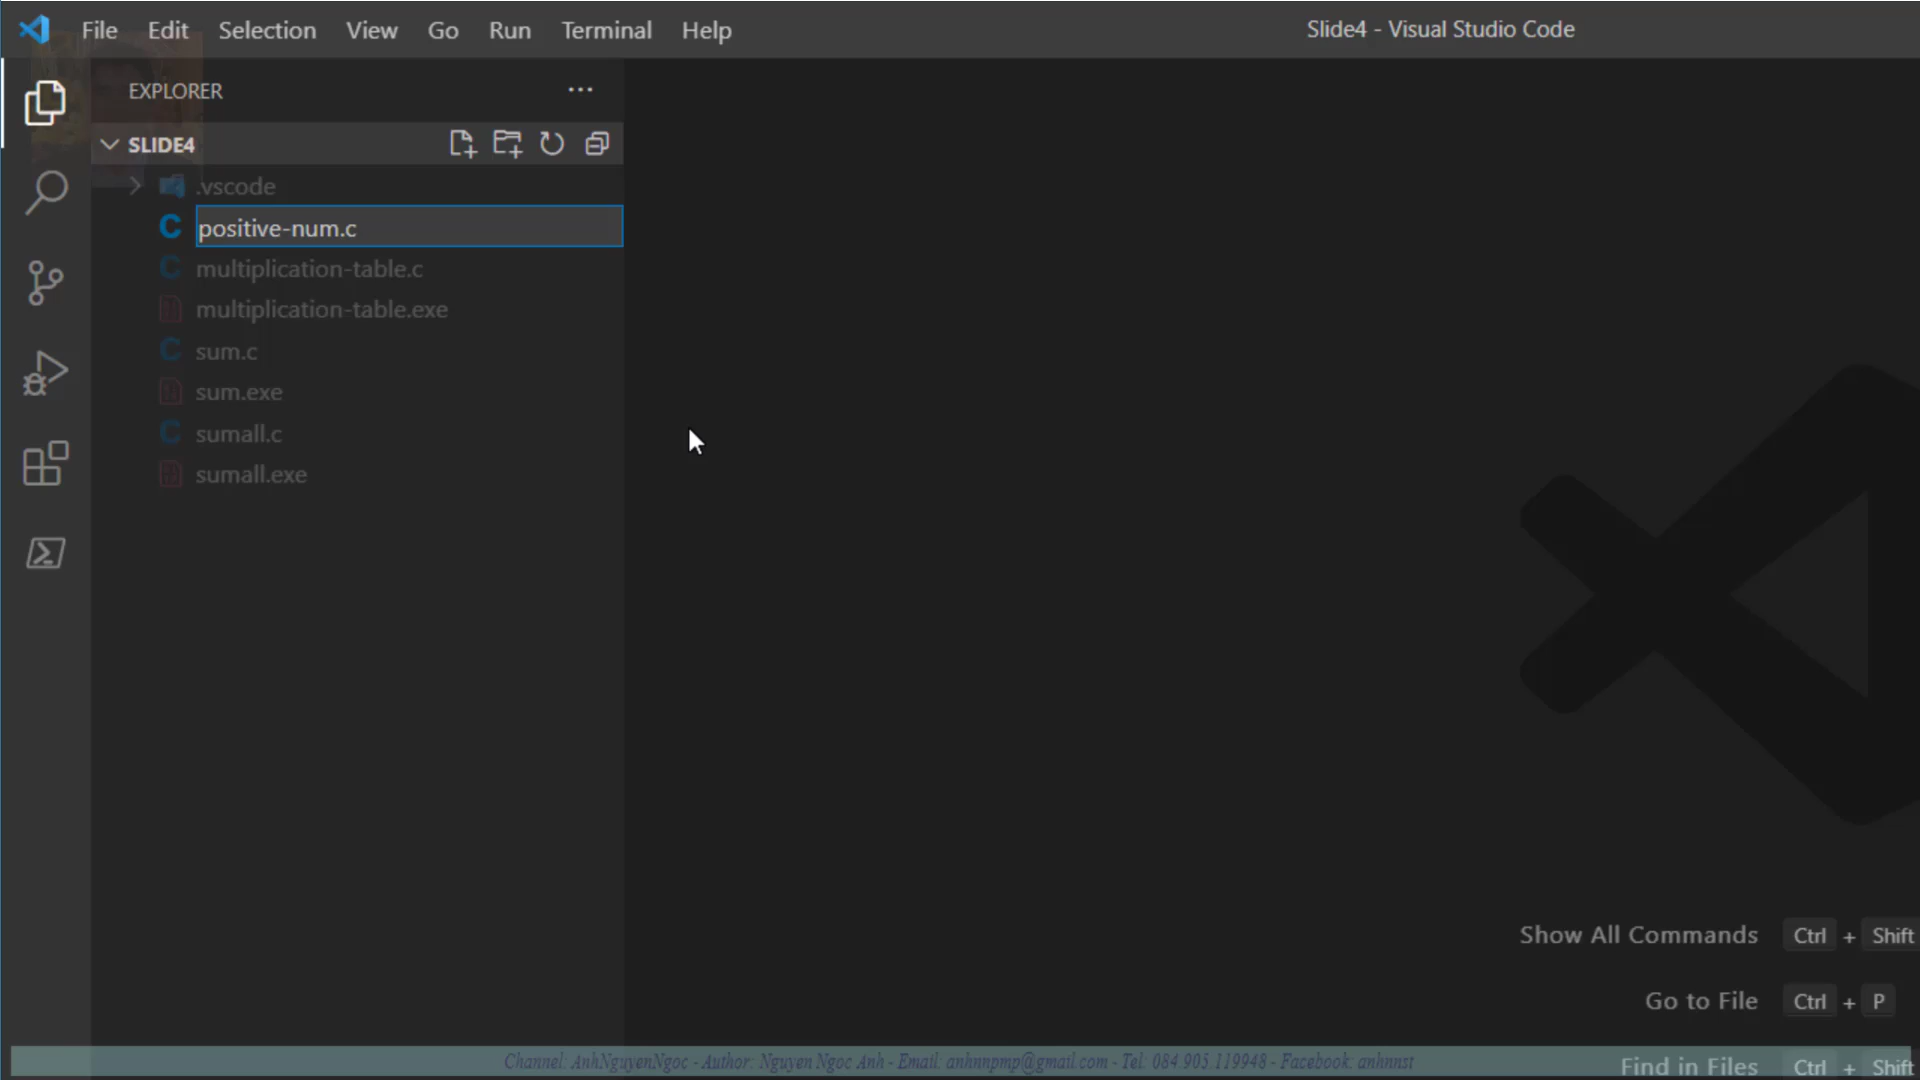 File Edit Selection View Go Run Terminal Help
Slide4 - Visual Studio Code
EXPLORER
SLIDE4
.vscode
positive-num.c
multiplication-table.c
multiplication-table.exe
sum.c
sum.exe
sumall.c
sumall.exe
Show All Commands Ctrl + Shift
Go to File Ctrl + P
Find in Files Ctrl + Shift
Channel: AnhNguyenNgoc - Author: Nguyen Ngoc Anh - Email: anhnnpmp@gmail.com - Tel: 084.905.119948 - Facebook: anhnnst